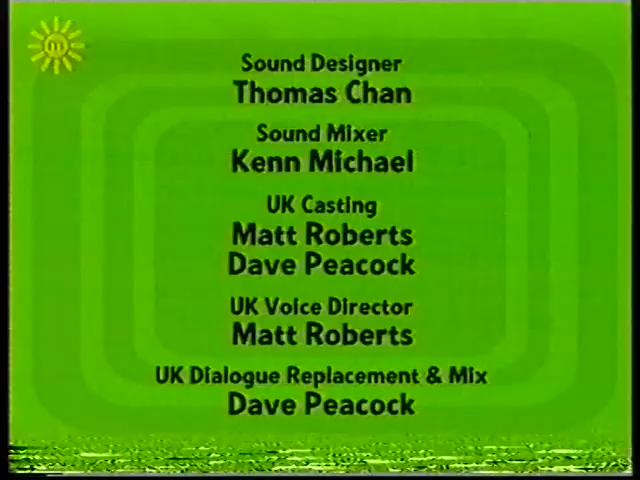 m
Sound Designer
Thomas Chan
Sound Mixer
Kenn Michael
UK Casting
Matt Roberts
Dave Peacock
UK Voice Director
Matt Roberts
UK Dialogue Replacement & Mix
Dave Peacock